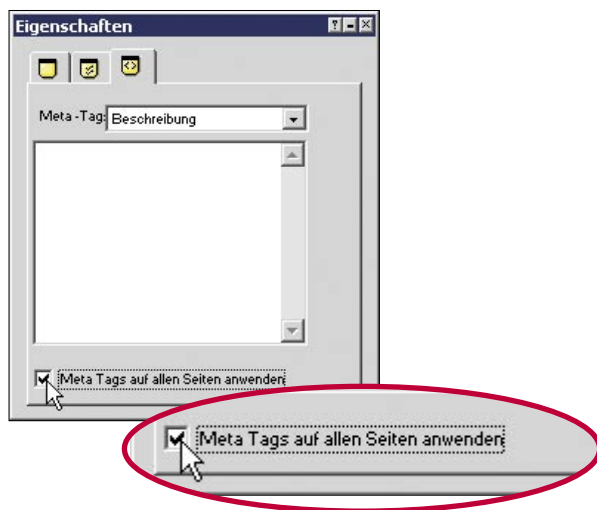 Eigenschaften
Meta -Tag: Beschreibung
Meta Tags auf allen Seiten anwenden
Meta Tags auf allen Seiten anwenden